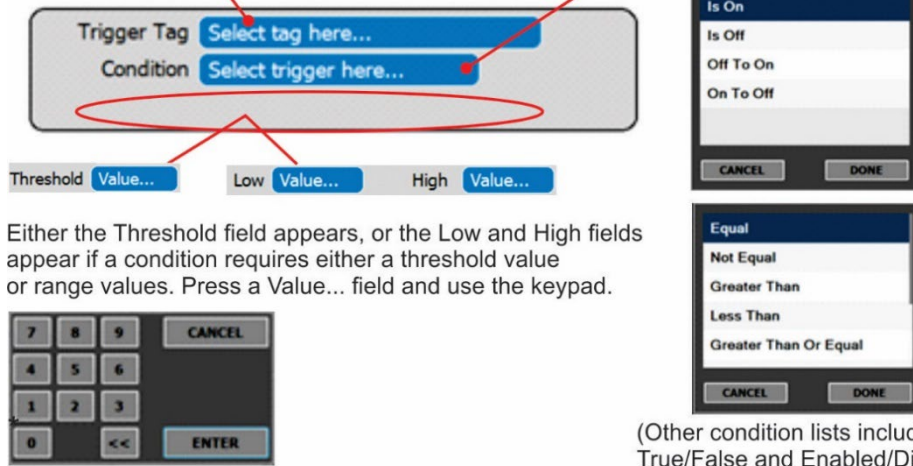 Trigger Tag Select tag here...
Condition Select trigger here...
Threshold Value... Low Value... High Value...
Either the Threshold field appears, or the Low and High fields
appear if a condition requires either a threshold value
or range values. Press a Value... field and use the keypad.
7 8 9 CANCEL
4 5 6
1 2 3
0 << ENTER
Is On
Is Off
Off To On
On To Off
CANCEL DONE
Equal
Not Equal
Greater Than
Less Than
Greater Than Or Equal
CANCEL DONE
(Other condition lists
True/False and